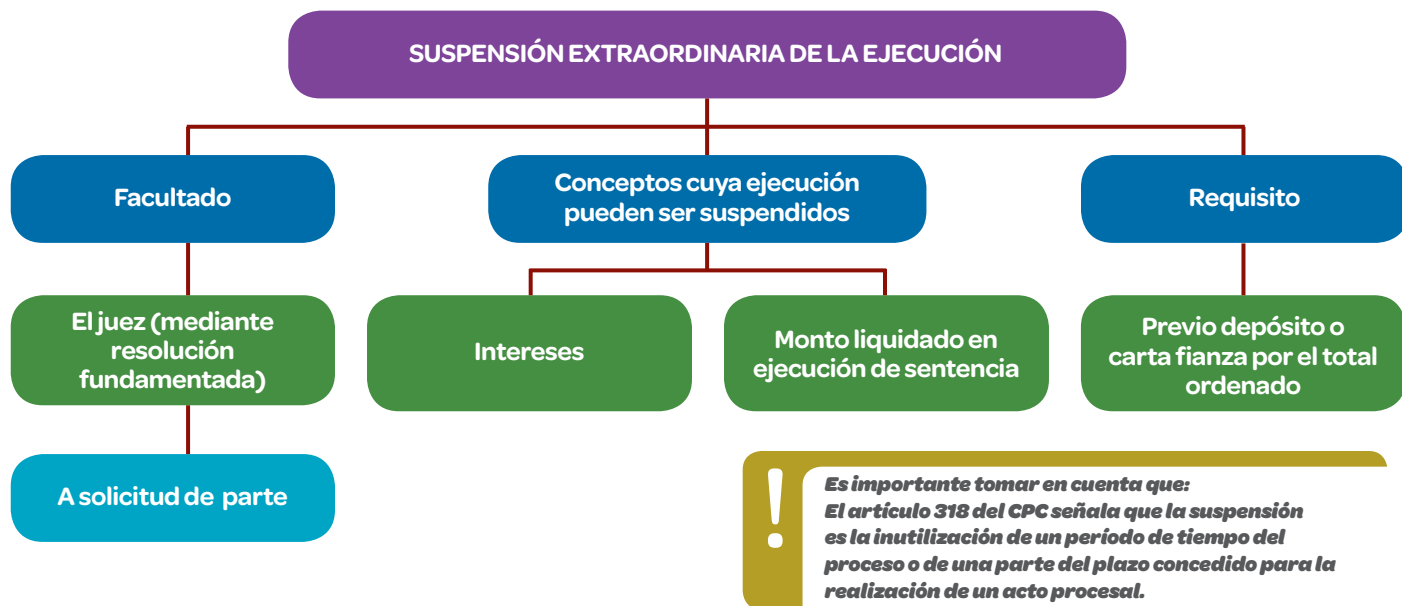 SUSPENSIÓN EXTRAORDINARIA DE LA EJECUCIÓN
Facultado
Conceptos cuya ejecución
pueden ser suspendidos
Requisito
El juez (mediante
resolución
fundamentada)
Intereses
Monto liquidado en
ejecución de sentencia
Previo depósito o
carta fianza por el total
ordenado
A solicitud de parte
!
Es importante tomar en cuenta que:
El artículo 318 del CPC señala que la suspensión
es la inutilización de un período de tiempo del
proceso o de una parte del plazo concedido para la
realización de un acto procesal.